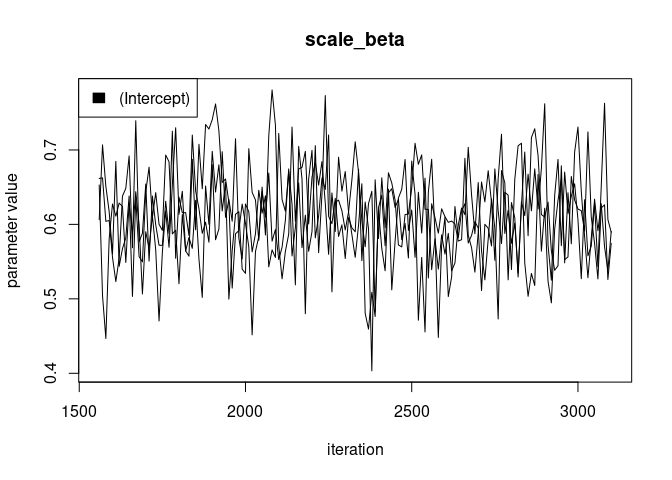 scale_beta
(Intercept)
parameter value
0.7
0.6
0.5
0.4
1500 2000 2500 3000
iteration